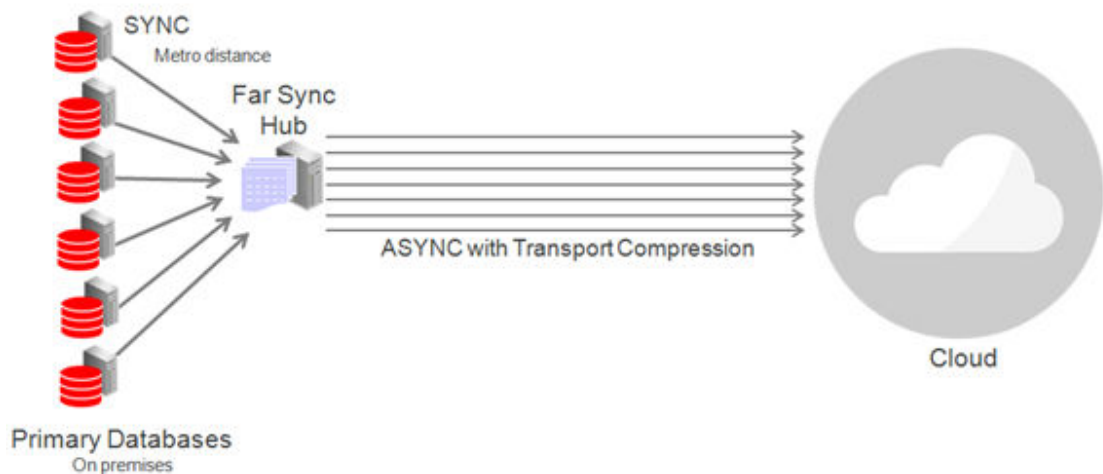 SYNC
Metro distance
Far Sync
Hub
ASYNC with Transport Compression
Cloud
Primary Databases
On premises